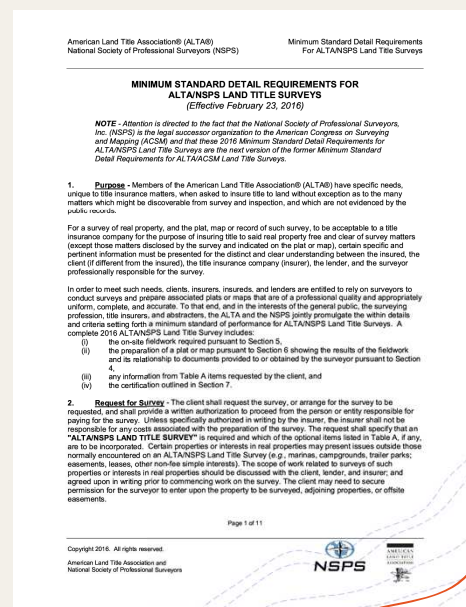 American Land Title Association® (ALTA®)
National Society of Professional Surveyors (NSPS)
Minimum Standard Detail Requirements
For ALTA/NSPS Land Title Surveys
MINIMUM STANDARD DETAIL REQUIREMENTS FOR
ALTA/NSPS LAND TITLE SURVEYS
(Effective February 23, 2016)
NOTE - Attention is directed to the fact that the National Society of Professional Surveyors,
Inc. (NSPS) is the legal successor organization to the American Congress on Surveying
and Mapping (ACSM) and that these 2016 Minimum Standard Detail Requirements for
ALTA/NSPS Land Title Surveys are the next version of the former Minimum Standard
Detail Requirements for ALTA/ACSM Land Title Surveys.
1. Purpose - Members of the American Land Title Association® (ALTA®) have specific needs,
unique to title insurance matters, when asked to insure title to land without exception as to the many
matters which might be discoverable from survey and inspection, and which are not evidenced by the
public records.
For a survey of real property, and the plat, map or record of such survey, to be acceptable to a title
insurance company for the purpose of insuring title to said real property free and clear of survey matters
(except those matters disclosed by the survey and indicated on the plat or map), certain specific and
pertinent information must be presented for the distinct and clear understanding between the insured, the
client (if different from the insured), the title insurance company (insurer), the lender, and the surveyor
professionally responsible for the survey.
In order to meet such needs, clients, insurers, insureds, and lenders are entitled to rely on surveyors to
conduct surveys and prepare associated plats or maps that are of a professional quality and appropriately
uniform, complete, and accurate. To that end, and in the interests of the general public, the surveying
profession, title insurers, and abstracters, the ALTA and the NSPS jointly promulgate the within details
and criteria setting forth a minimum standard of performance for ALTA/NSPS Land Title Surveys. A
complete 2016 ALTA/NSPS Land Title Survey includes:
(i) the on-site fieldwork required pursuant to Section 5,
(ii) the preparation of a plat or map pursuant to Section 6 showing the results of the fieldwork
and its relationship to documents provided to or obtained by the surveyor pursuant to Section
4,
(iii) any information from Table A items requested by the client, and
(iv) the certification outlined in Section 7.
2. Request for Survey - The client shall request the survey, or arrange for the survey to be
requested, and shall provide a written authorization to proceed from the person or entity responsible for
paying for the survey. Unless specifically authorized in writing by the insurer, the insurer shall not be
responsible for any costs associated with the preparation of the survey. The request shall specify that an
"ALTA/NSPS LAND TITLE SURVEY" is required and which of the optional items listed in Table A, if any,
are to be incorporated. Certain properties or interests in real properties may present issues outside those
normally encountered on an ALTA/NSPS Land Title Survey (e.g., marinas, campgrounds, trailer parks;
easements, leases, other non-fee simple interests). The scope of work related to surveys of such
properties or interests in real properties should be discussed with the client, lender, and insurer; and
agreed upon in writing prior to commencing work on the survey. The client may need to secure
permission for the surveyor to enter upon the property to be surveyed, adjoining properties, or offsite
easements.
Page 1 of 11
Copyright 2016. All rights reserved.
American Land Title Association and
National Society of Professional Surveyors
NSPS
AMERICAN
LAND TITLE
ASSOCIATION